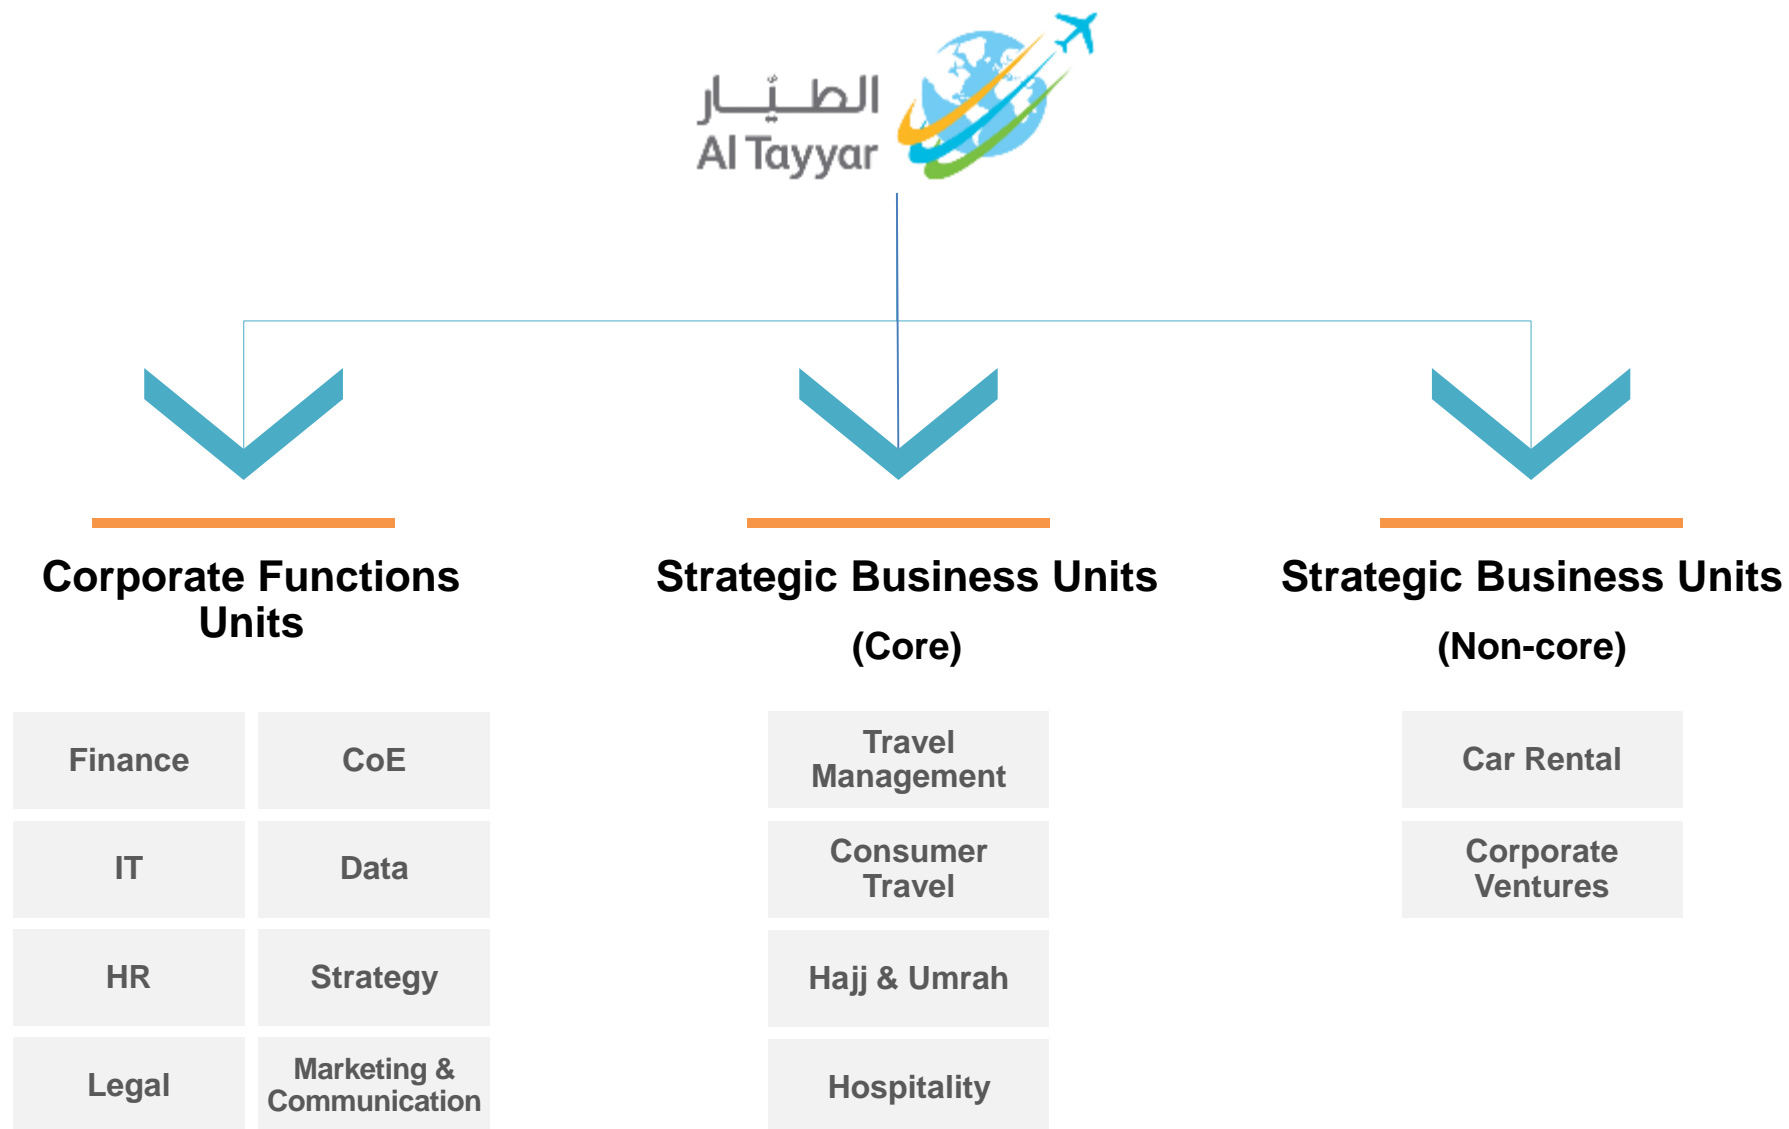 الطيّار
Al Tayyar
Corporate Functions
Units
Finance
CoE
IT
Data
HR
Strategy
Legal
Marketing &
Communication
Strategic Business Units
(Core)
Travel
Management
Consumer
Travel
Hajj & Umrah
Hospitality
Strategic Business Units
(Non-core)
Car Rental
Corporate
Ventures